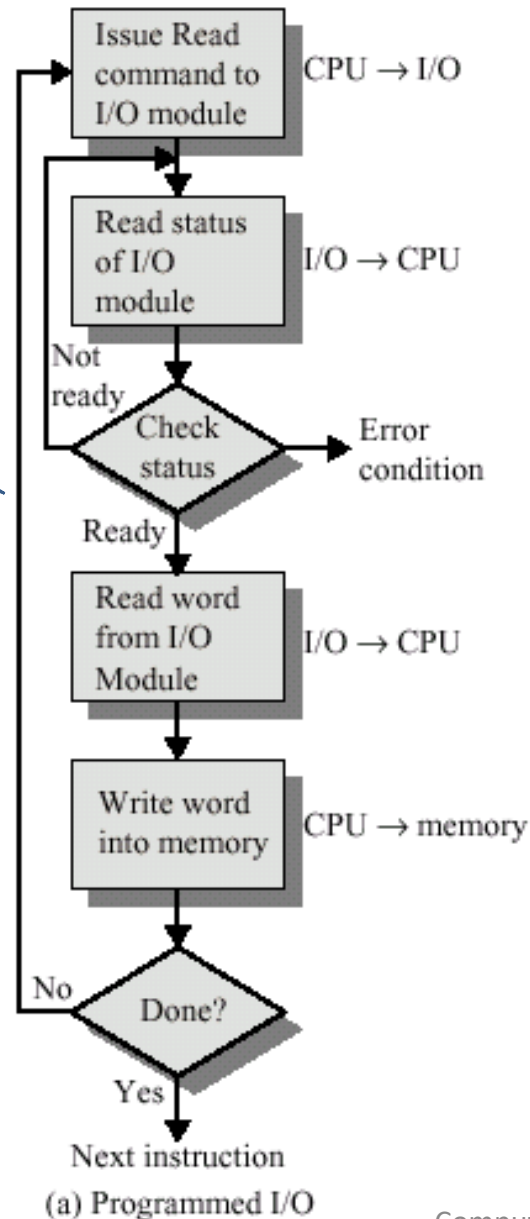 Issue Read
command to
I/O module
CPU → I/O
Read status
of I/O
module
I/O → CPU
Not
ready
Check
status
Error
condition
Ready
Read word
from I/O
Module
I/O → CPU
Write word
into memory
CPU → memory
No
Done?
Yes
Next instruction
(a) Programmed I/O